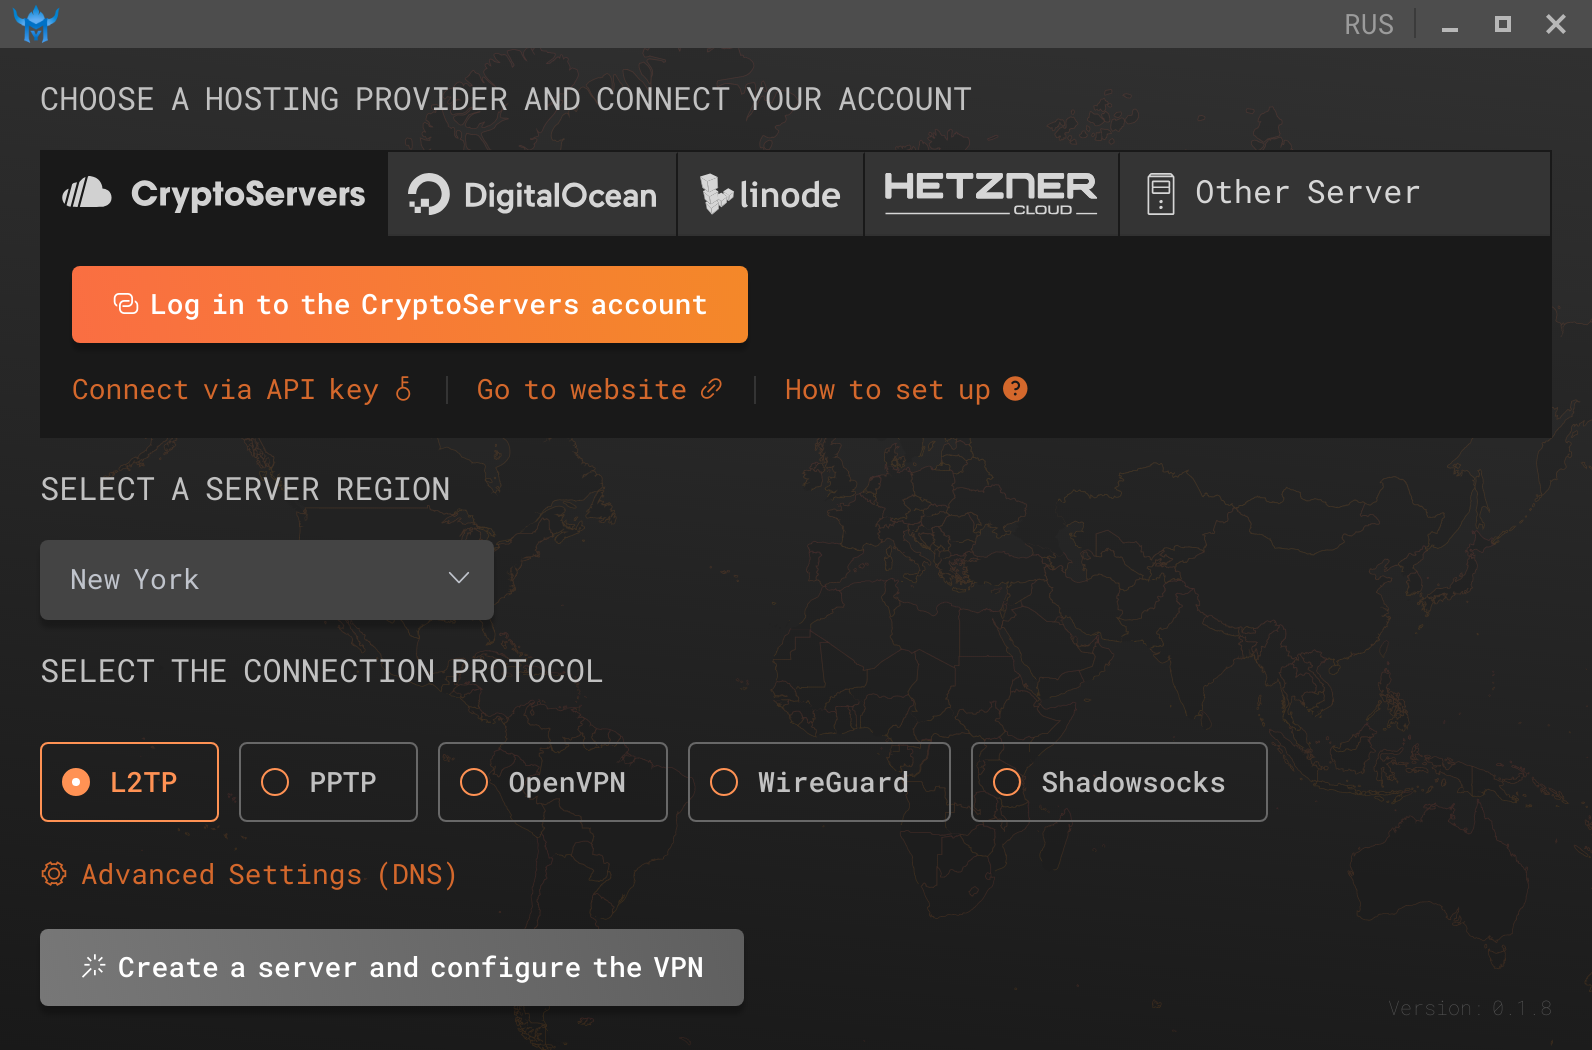 RUS
CHOOSE A HOSTING PROVIDER AND CONNECT YOUR ACCOUNT
CryptoServers
DigitalOcean
linode
HETZNER
CLOUD
Other Server
Log in to the CryptoServers account
Connect via API key
Go to website
How to set up
SELECT A SERVER REGION
New York
SELECT THE CONNECTION PROTOCOL
L2TP
PPTP
OpenVPN
WireGuard
Shadowsocks
Advanced Settings (DNS)
Create a server and configure the VPN
Version: 0.1.8